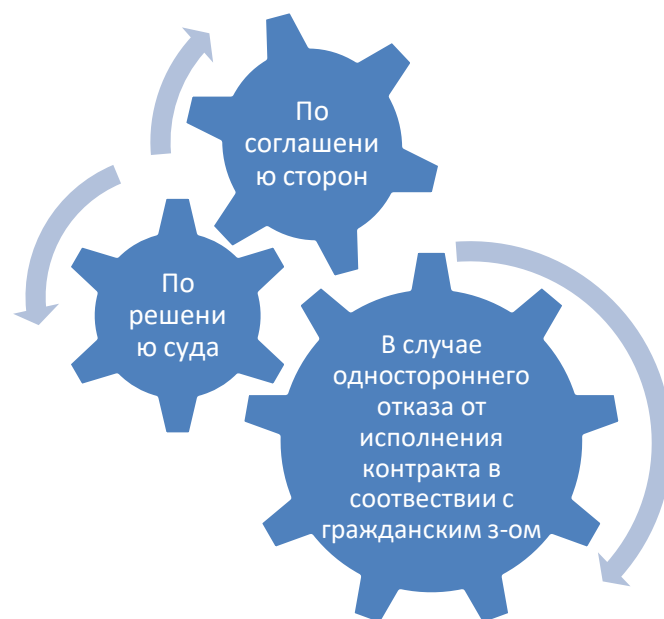 По
соглашени
ю сторон
По
решени
ю суда
В случае
одностороннего
отказа от
исполнения
контракта в
соотвествии с
гражданским з-ом